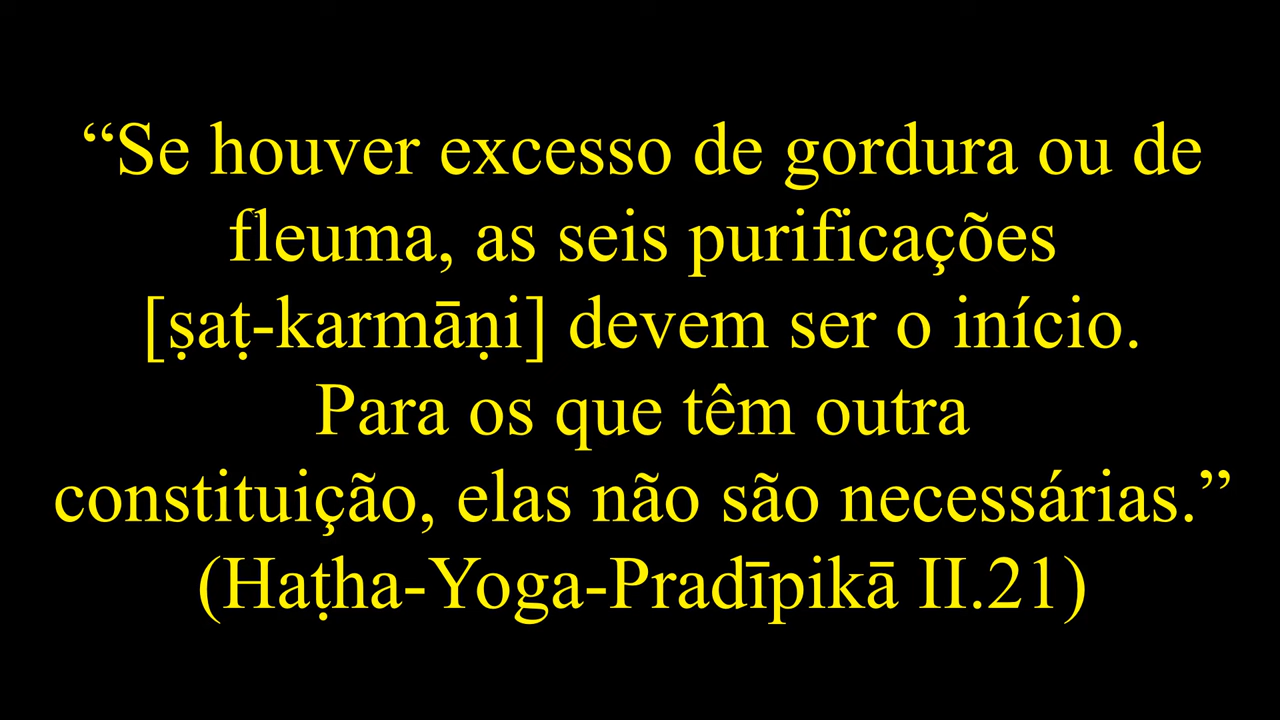 “Se houver excesso de gordura ou de
fleuma, as seis purificações
[ṣaṭ-karmāṇi] devem ser o início.
Para os que têm outra
constituição, elas não são necessárias.”
(Haṭha-Yoga-Pradīpikā II.21)